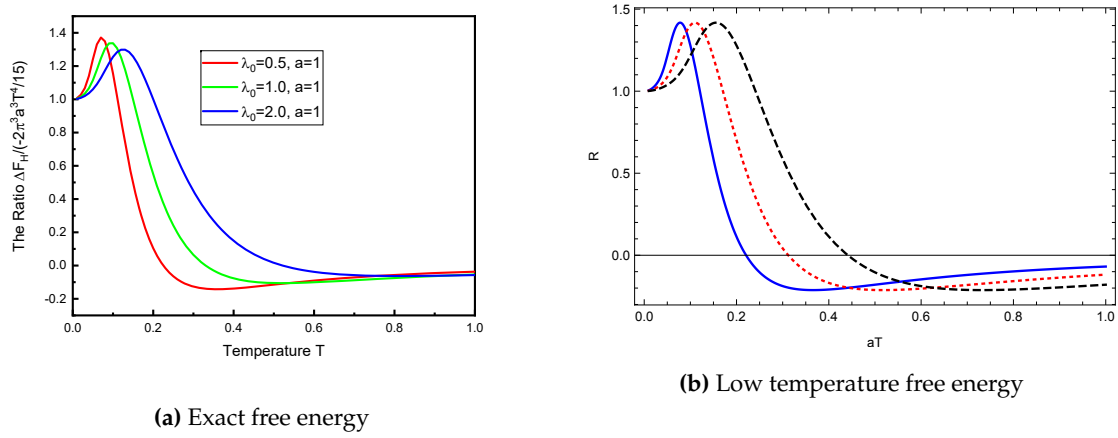 The Ratio ΔF_H/(-2π³a³T⁴/15)
1.4
1.2
1.0
0.8
0.6
0.4
0.2
0.0
-0.2
λ₀=0.5, a=1
λ₀=1.0, a=1
λ₀=2.0, a=1
0.0 0.2 0.4 0.6 0.8 1.0
Temperature T
(a) Exact free energy
R
1.5
1.0
0.5
0.0
0.0 0.2 0.4 0.6 0.8 1.0
aT
(b) Low temperature free energy